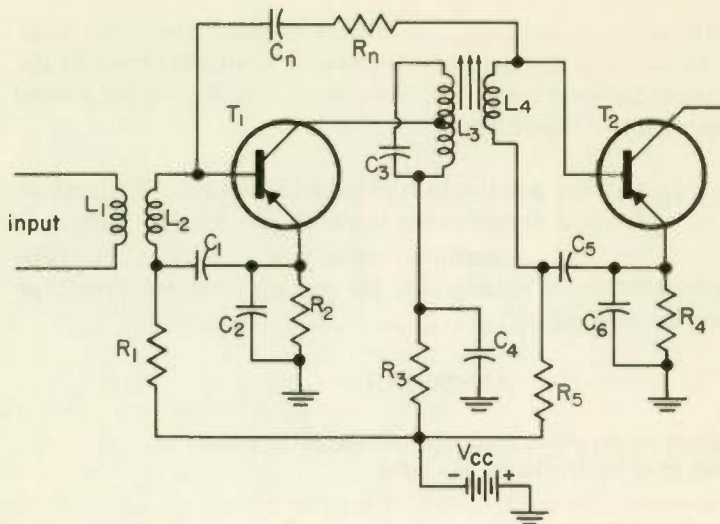 Cn
Rn
T1
L3
L4
T2
C3
input
L1
L2
C1
C5
R1
C2
R2
R3
C4
R5
C6
R4
Vcc
- +